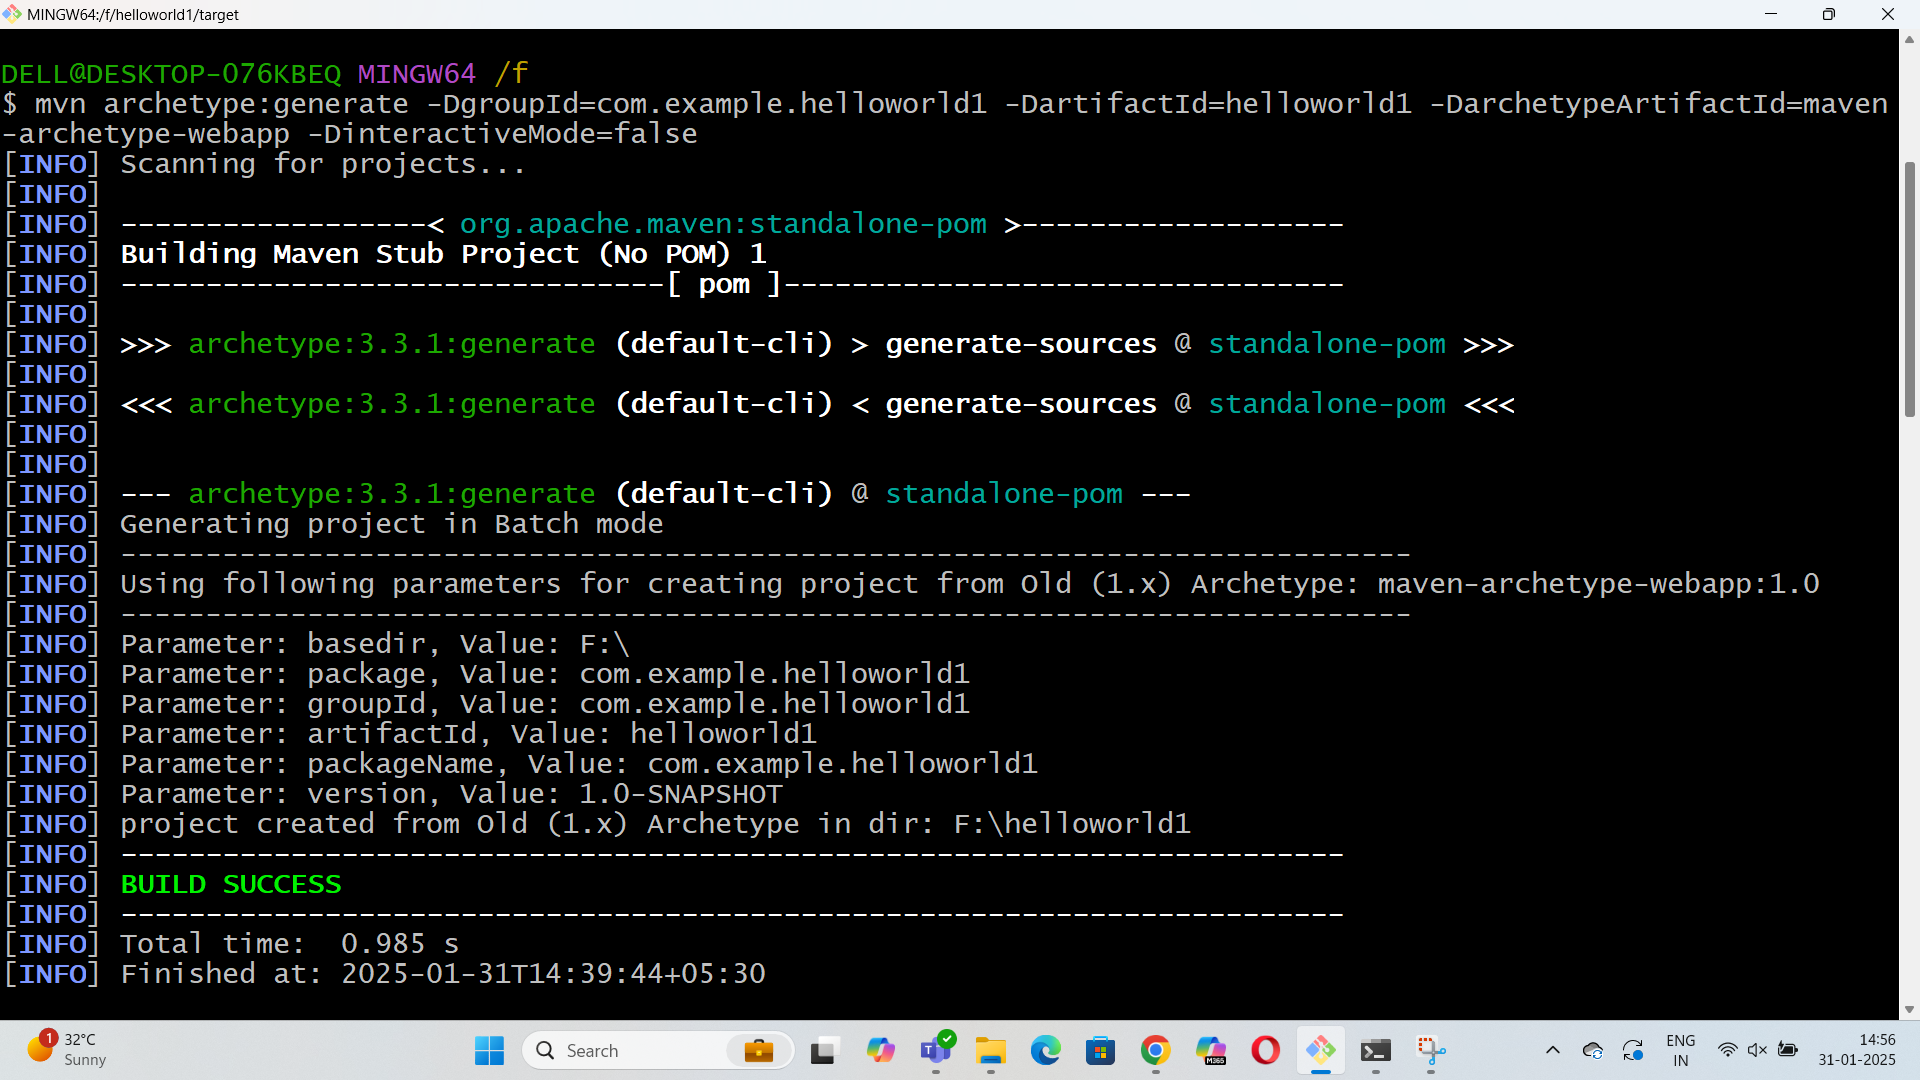 MINGW64:/f/helloworld1/target
DELL@DESKTOP-076KBEQ MINGW64 /f
$ mvn archetype:generate -DgroupId=com.example.helloworld1 -DartifactId=helloworld1 -DarchetypeArtifactId=maven
-archetype-webapp -DinteractiveMode=false
[INFO] Scanning for projects...
[INFO]
[INFO] ------------------< org.apache.maven:standalone-pom >-------------------
[INFO] Building Maven Stub Project (No POM) 1
[INFO] --------------------------------[ pom ]---------------------------------
[INFO]
[INFO] >>> archetype:3.3.1:generate (default-cli) > generate-sources @ standalone-pom >>>
[INFO]
[INFO] <<< archetype:3.3.1:generate (default-cli) < generate-sources @ standalone-pom <<<
[INFO]
[INFO]
[INFO] --- archetype:3.3.1:generate (default-cli) @ standalone-pom ---
[INFO] Generating project in Batch mode
[INFO] ----------------------------------------------------------------------------
[INFO] Using following parameters for creating project from Old (1.x) Archetype: maven-archetype-webapp:1.0
[INFO] ----------------------------------------------------------------------------
[INFO] Parameter: basedir, Value: F:\
[INFO] Parameter: package, Value: com.example.helloworld1
[INFO] Parameter: groupId, Value: com.example.helloworld1
[INFO] Parameter: artifactId, Value: helloworld1
[INFO] Parameter: packageName, Value: com.example.helloworld1
[INFO] Parameter: version, Value: 1.0-SNAPSHOT
[INFO] project created from Old (1.x) Archetype in dir: F:\helloworld1
[INFO] ------------------------------------------------------------------------
[INFO] BUILD SUCCESS
[INFO] ------------------------------------------------------------------------
[INFO] Total time:  0.985 s
[INFO] Finished at: 2025-01-31T14:39:44+05:30
1
32°C
Sunny
Search
T
M365
ENG
IN
14:56
31-01-2025